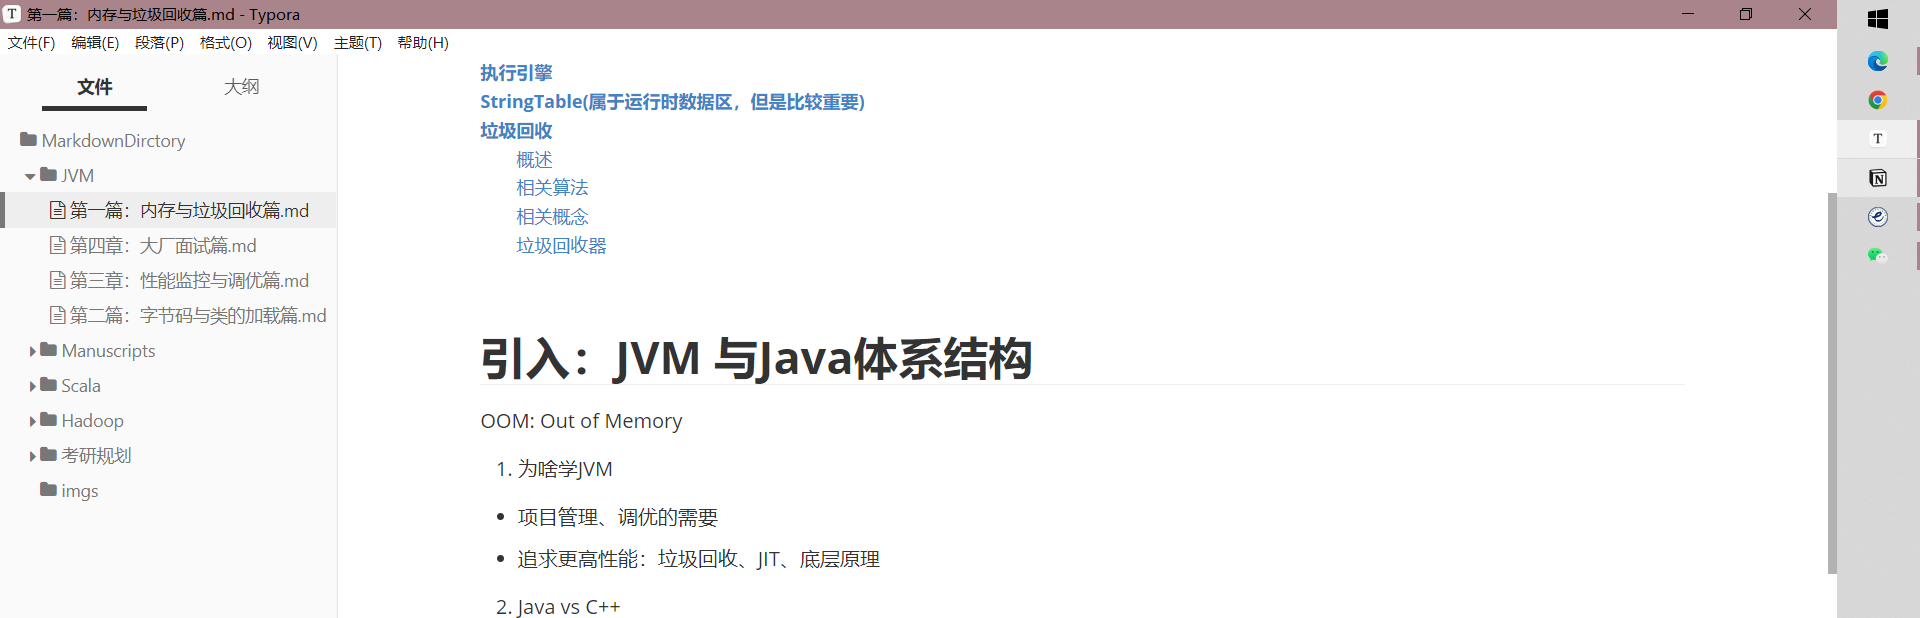 第一篇：内存与垃圾回收篇.md - Typora
文件(F) 编辑(E) 段落(P) 格式(O) 视图(V) 主题(T) 帮助(H)
文件 大纲
MarkdownDirctory
JVM
第一篇：内存与垃圾回收篇.md
第四章：大厂面试篇.md
第三章：性能监控与调优篇.md
第二篇：字节码与类的加载篇.md
Manuscripts
Scala
Hadoop
考研规划
imgs
执行引擎
StringTable(属于运行时数据区，但是比较重要)
垃圾回收
概述
相关算法
相关概念
垃圾回收器
引入：JVM 与Java体系结构
OOM: Out of Memory
1. 为啥学JVM
• 项目管理、调优的需要
• 追求更高性能：垃圾回收、JIT、底层原理
2. Java vs C++